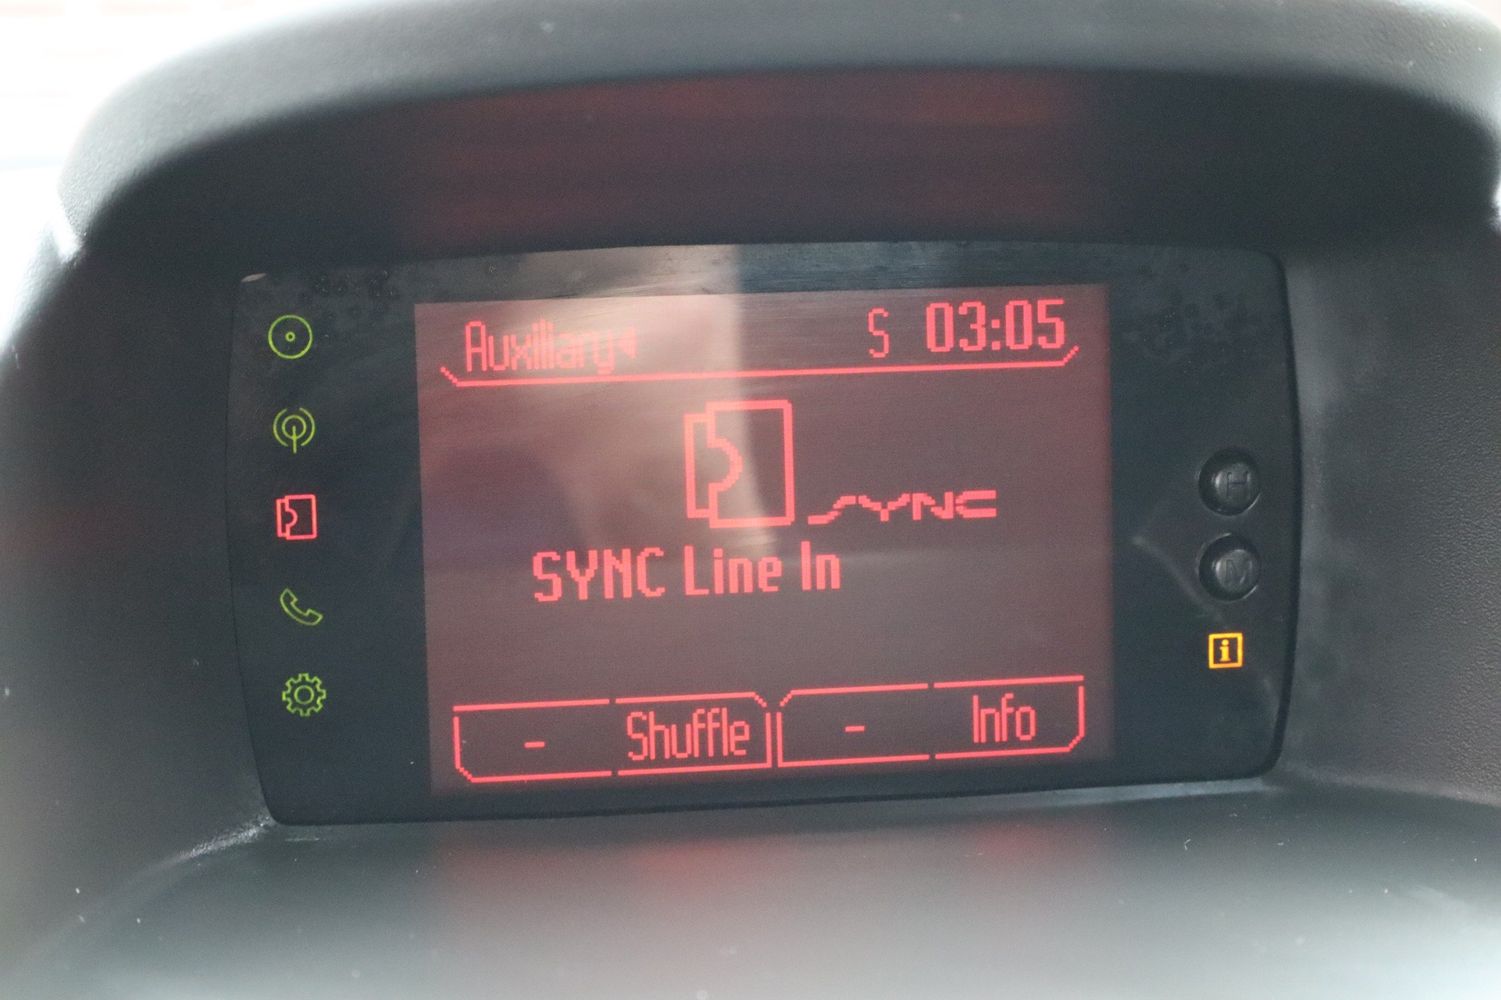 Auxiliary S 03:05
SYNC
SYNC Line In
- Shuffle - Info
H
M
i